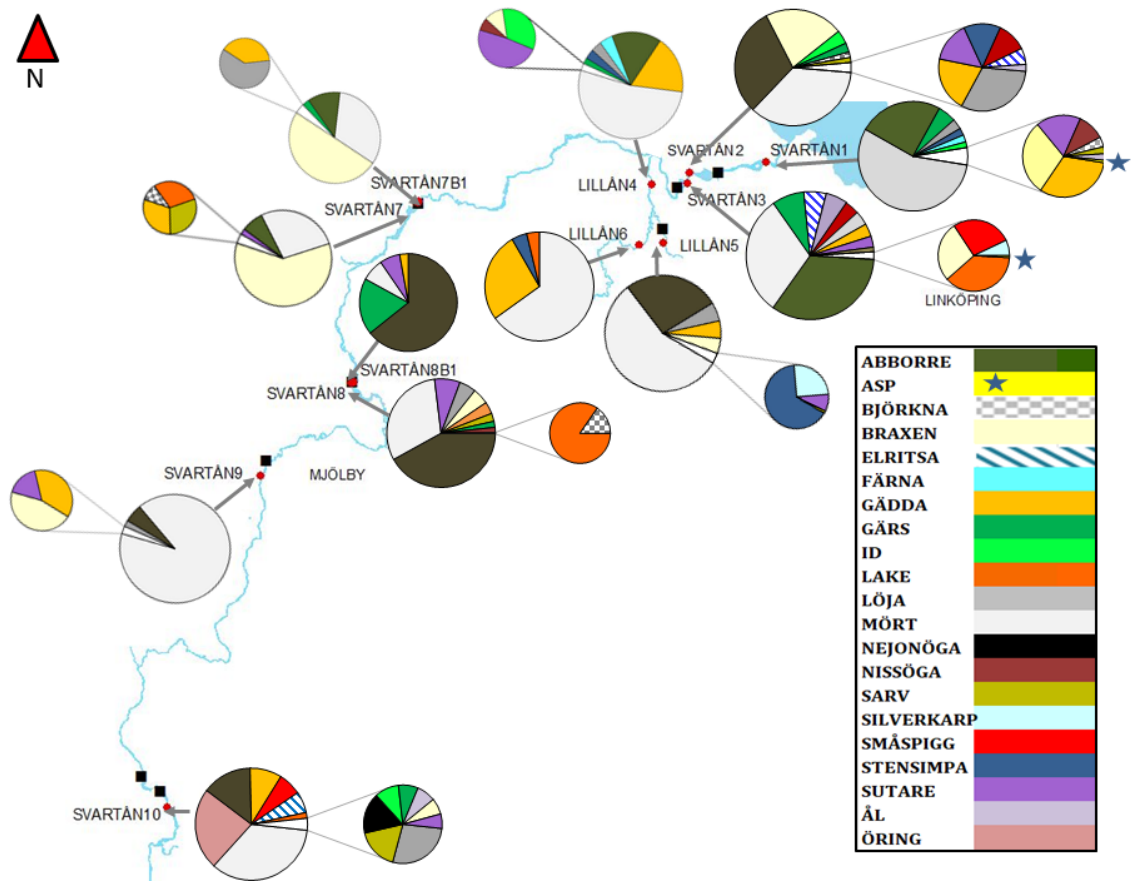 N
SVARTÅN2
SVARTÅN1
SVARTÅN7B1
LILLÅN4
SVARTÅN7
SVARTÅN3
LILLÅN6
LILLÅN5
LINKÖPING
SVARTÅN8B1
SVARTÅN8
SVARTÅN9
MJÖLBY
SVARTÅN10
ABBORRE
ASP
BJÖRKNA
BRAXEN
ELRITSA
FÄRNA
GÄDDA
GÄRS
ID
LAKE
LÖJA
MÖRT
NEJONÖGA
NISSÖGA
SARV
SILVERKARP
SMÅSPIGG
STENSIMPA
SUTARE
ÅL
ÖRING